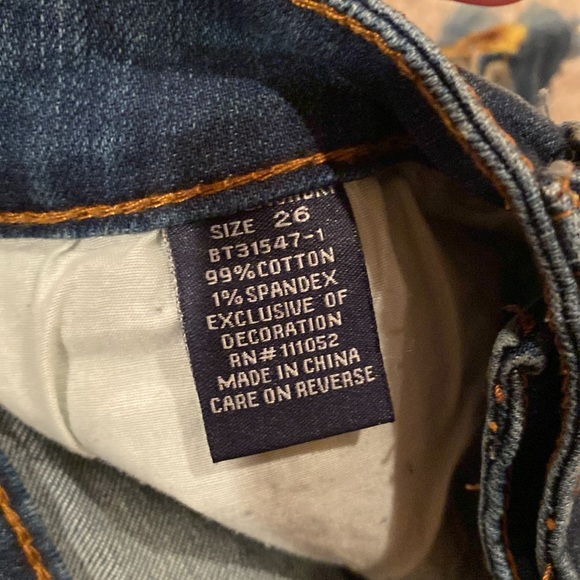 SIZE 26
BT31547-1
99% COTTON
1% SPANDEX
EXCLUSIVE OF
DECORATION
RN# 111052
MADE IN CHINA
CARE ON REVERSE